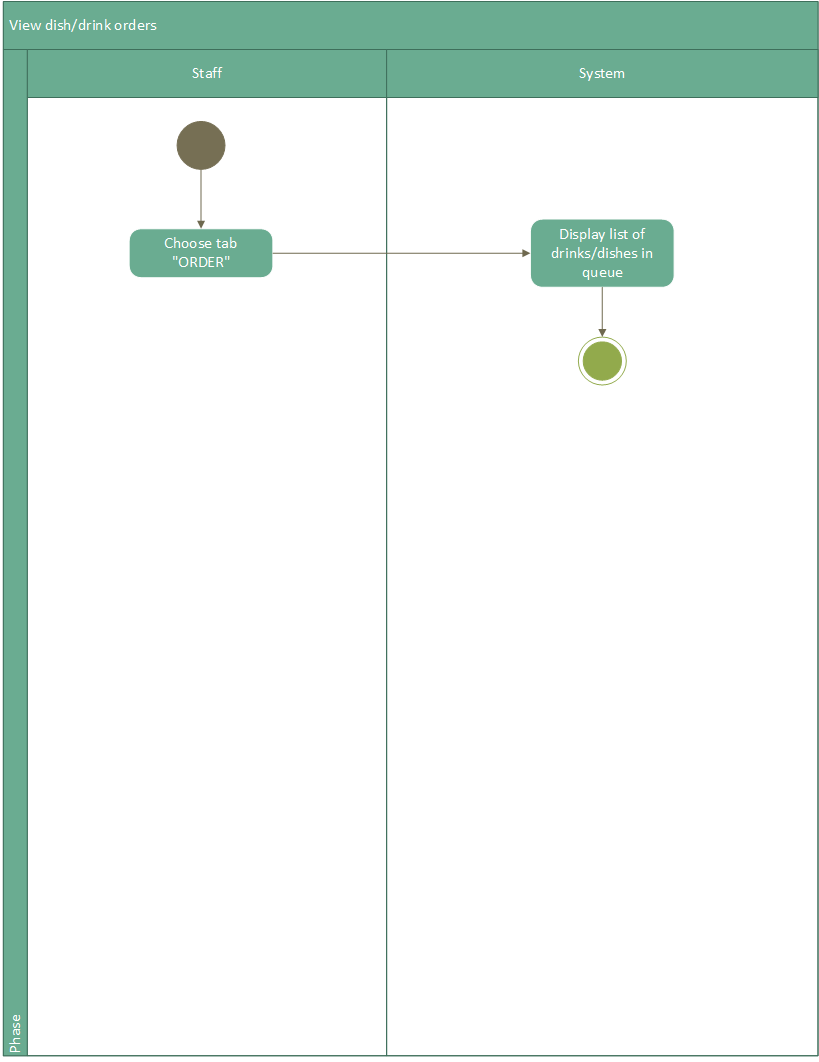 View dish/drink orders
Staff
System
Choose tab
"ORDER"
Display list of
drinks/dishes in
queue
Phase